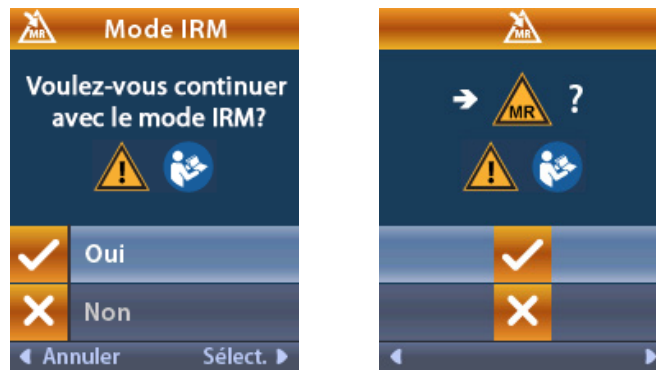 MR
Mode IRM
Voulez-vous continuer
avec le mode IRM?
!
Oui
Non
Annuler
Sélect.
MR
MR ?
!